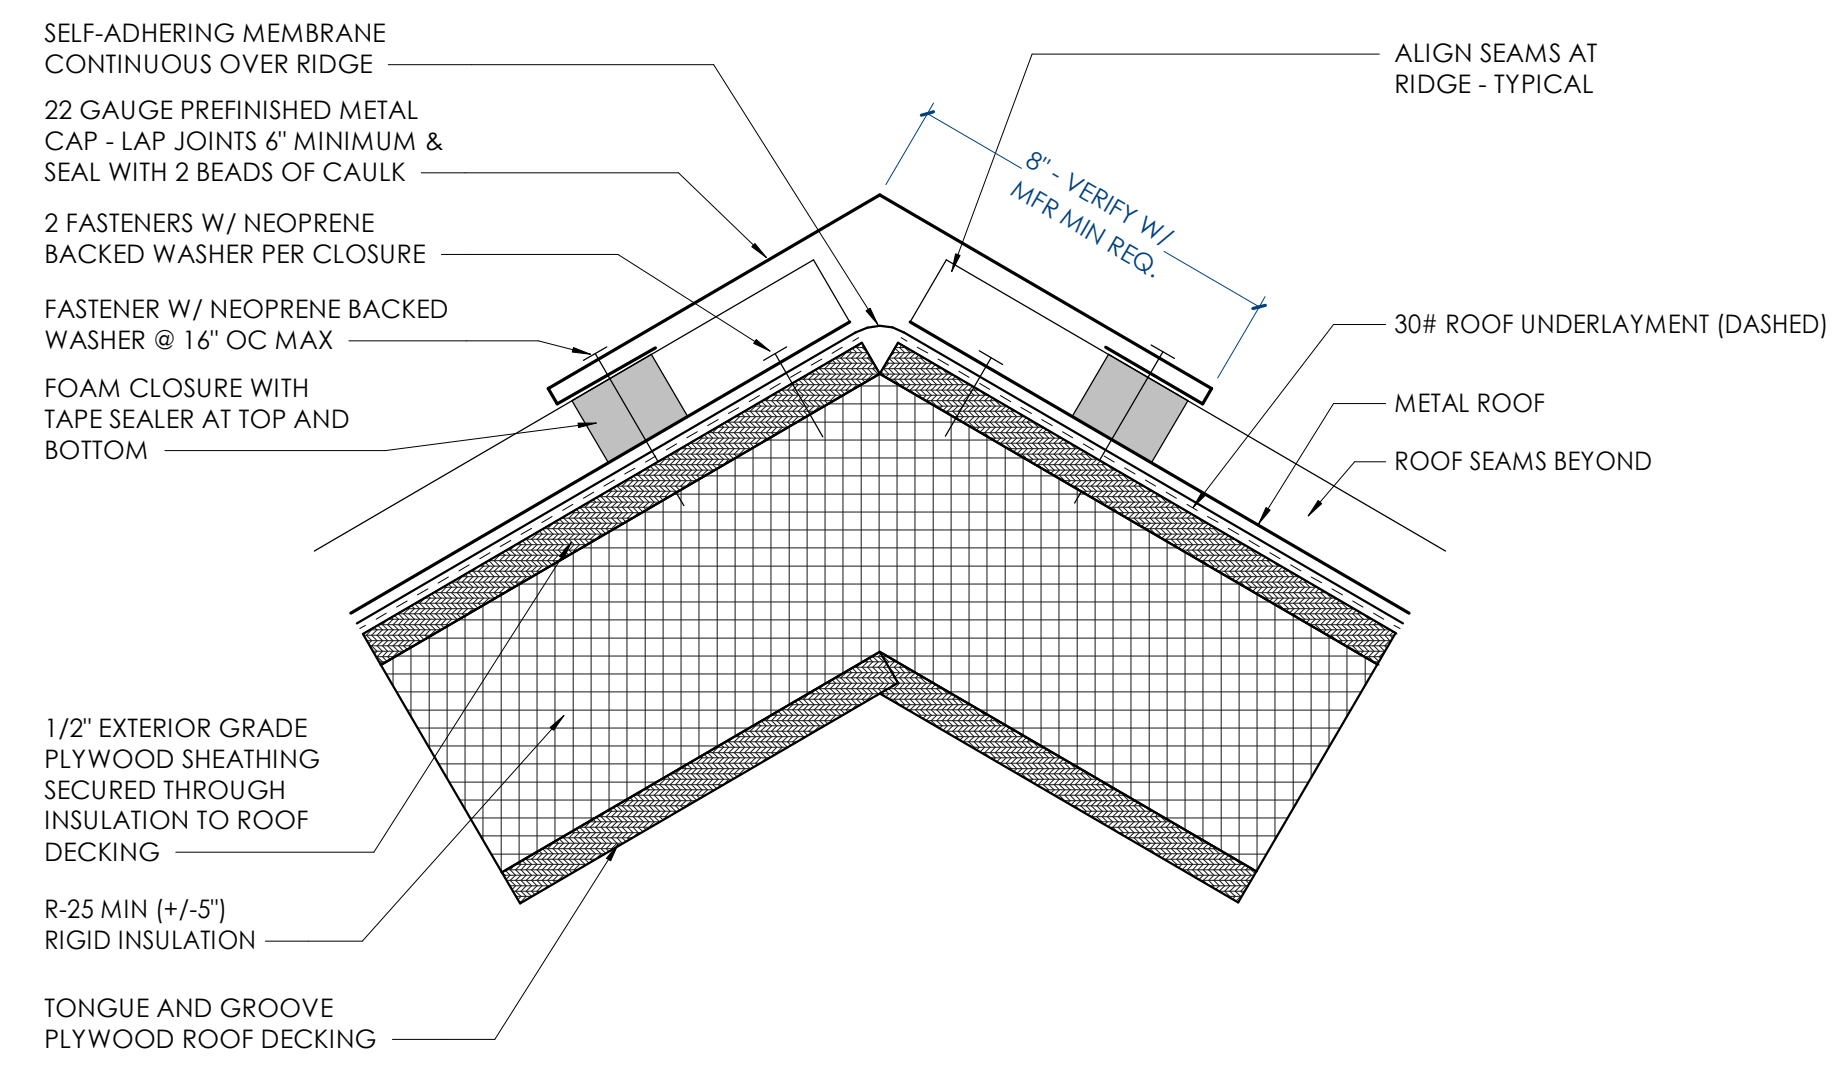 SELF-ADHERING MEMBRANE
CONTINUOUS OVER RIDGE
22 GAUGE PREFINISHED METAL
CAP - LAP JOINTS 6" MINIMUM &
SEAL WITH 2 BEADS OF CAULK
2 FASTENERS W/ NEOPRENE
BACKED WASHER PER CLOSURE
FASTENER W/ NEOPRENE BACKED
WASHER @ 16" OC MAX
FOAM CLOSURE WITH
TAPE SEALER AT TOP AND
BOTTOM
1/2" EXTERIOR GRADE
PLYWOOD SHEATHING
SECURED THROUGH
INSULATION TO ROOF
DECKING
R-25 MIN (+/-5")
RIGID INSULATION
TONGUE AND GROOVE
PLYWOOD ROOF DECKING
8" - VERIFY W/
MFR MIN REQ.
ALIGN SEAMS AT
RIDGE - TYPICAL
30# ROOF UNDERLAYMENT (DASHED)
METAL ROOF
ROOF SEAMS BEYOND